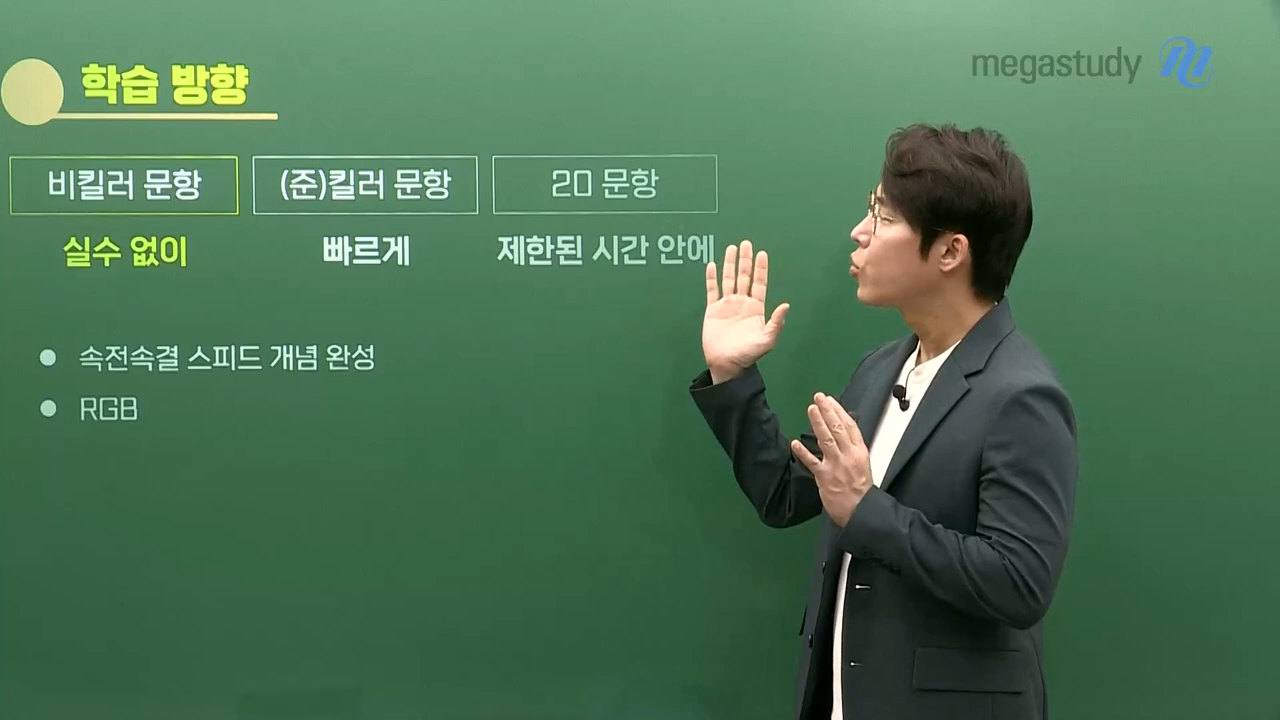 megastudy
학습 방향
비킬러 문항 (준)킬러 문항 20 문항
실수 없이 빠르게 제한된 시간 안에
속전속결 스피드 개념 완성
RGB